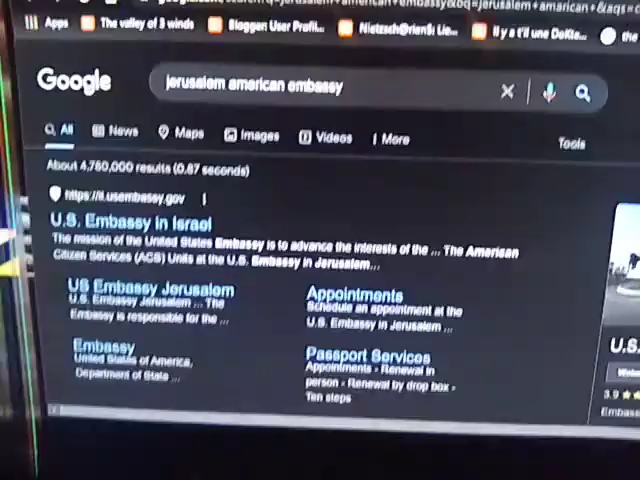 Apps The valley of 3 winds Blogger: User Profil... Il y a t'il une DoKe... the
Google
jerusalem american embassy
All News Maps Images Videos More Tools
About 4,760,000 results (0.67 seconds)
https://il.usembassy.gov
U.S. Embassy in Israel
The mission of the United States Embassy is to advance the interests of the ... The American
Citizen Services (ACS) Units at the U.S. Embassy in Jerusalem...
US Embassy Jerusalem
U.S. Embassy Jerusalem ... The
Embassy is responsible for the ...
Appointments
Schedule an appointment at the
U.S. Embassy in Jerusalem ...
Embassy
United States of America,
Department of State ...
Passport Services
Appointments - Renewal in
person - Renewal by drop box -
Ten steps
U.S.
3.9
Embass